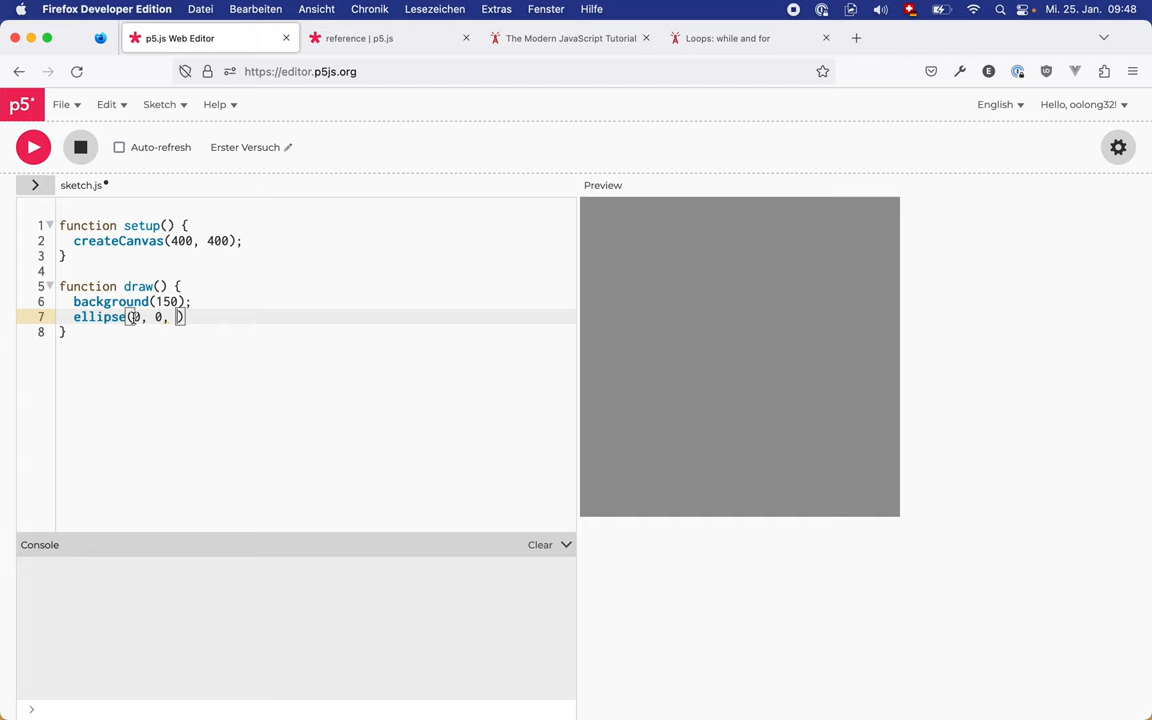 Firefox Developer Edition Datei Bearbeiten Ansicht Chronik Lesezeichen Extras Fenster Hilfe Mi. 25. Jan. 09:48
p5.js Web Editor reference | p5.js The Modern JavaScript Tutorial Loops: while and for
https://editor.p5js.org
p5* File Edit Sketch Help English Hello, oolong32!
Auto-refresh Erster Versuch
sketch.js Preview
1 function setup() {
2 createCanvas(400, 400);
3 }
4
5 function draw() {
6 background(150);
7 ellipse(0, 0, )
8 }
Console Clear
>